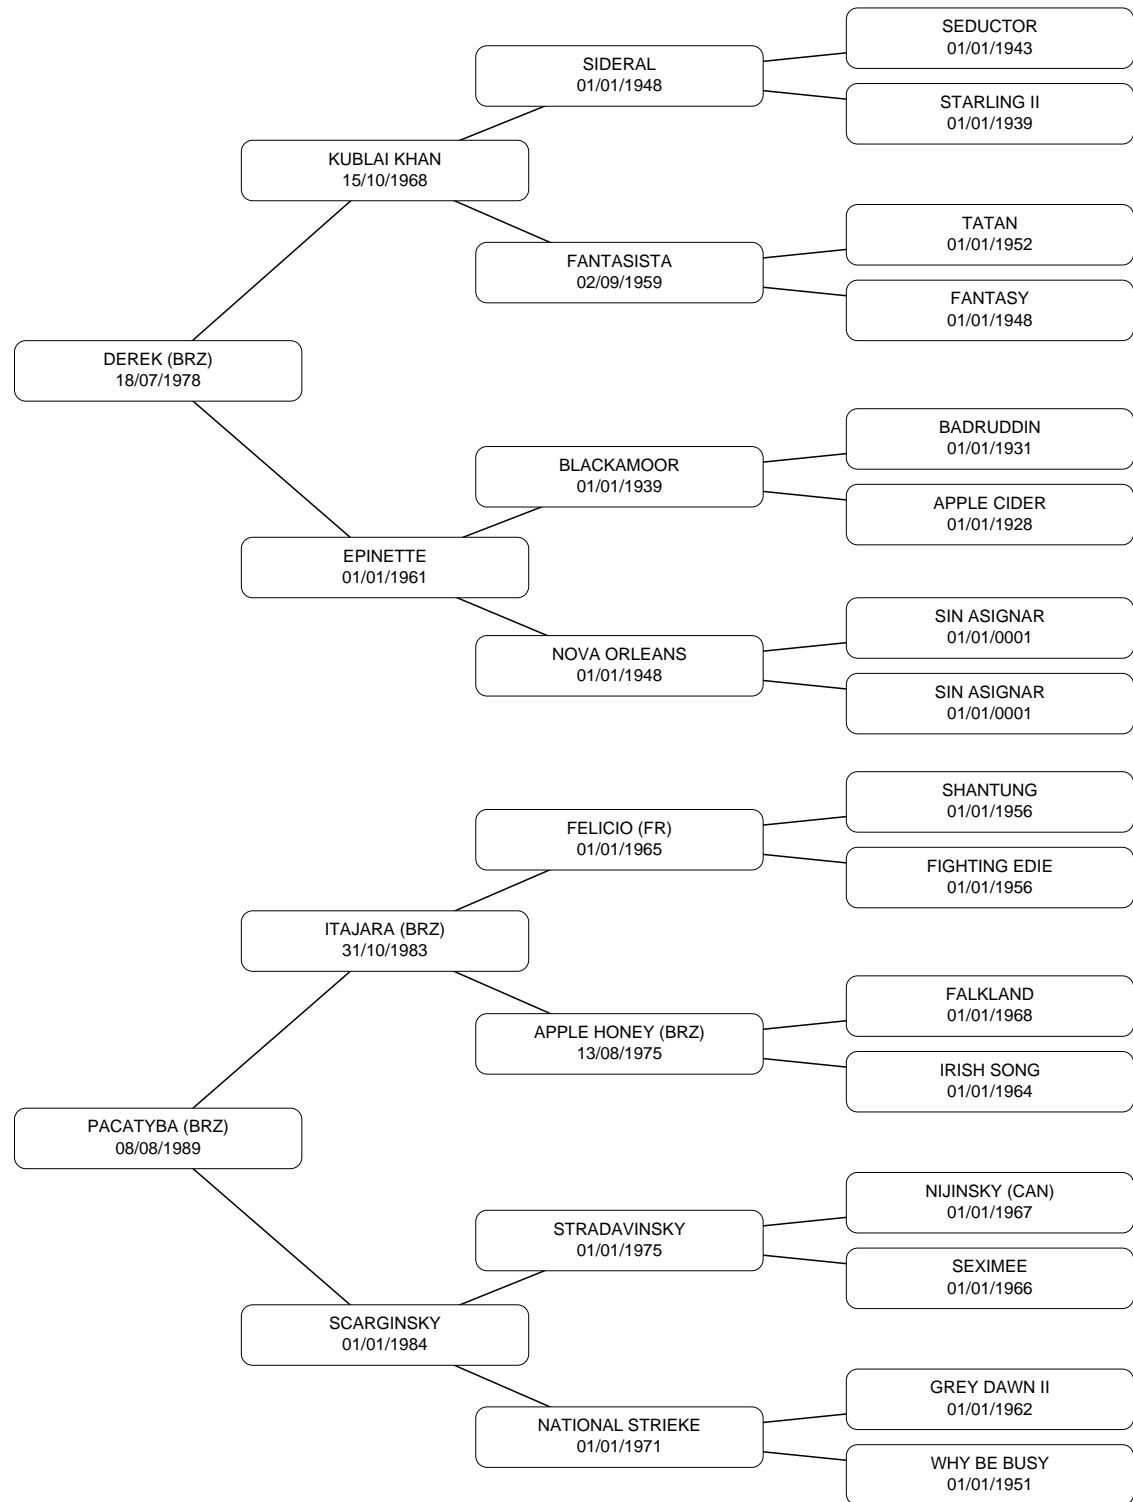 SEDUCTOR
01/01/1943
SIDERAL
01/01/1948
STARLING II
01/01/1939
KUBLAI KHAN
15/10/1968
TATAN
01/01/1952
FANTASISTA
02/09/1959
FANTASY
01/01/1948
DEREK (BRZ)
18/07/1978
BADRUDDIN
01/01/1931
BLACKAMOOR
01/01/1939
APPLE CIDER
01/01/1928
EPINETTE
01/01/1961
SIN ASIGNAR
01/01/0001
NOVA ORLEANS
01/01/1948
SIN ASIGNAR
01/01/0001
SHANTUNG
01/01/1956
FELICIO (FR)
01/01/1965
FIGHTING EDIE
01/01/1956
ITAJARA (BRZ)
31/10/1983
FALKLAND
01/01/1968
APPLE HONEY (BRZ)
13/08/1975
IRISH SONG
01/01/1964
PACATYBA (BRZ)
08/08/1989
NIJINSKY (CAN)
01/01/1967
STRADAVINSKY
01/01/1975
SEXIMEE
01/01/1966
SCARGINSKY
01/01/1984
GREY DAWN II
01/01/1962
NATIONAL STRIEKE
01/01/1971
WHY BE BUSY
01/01/1951